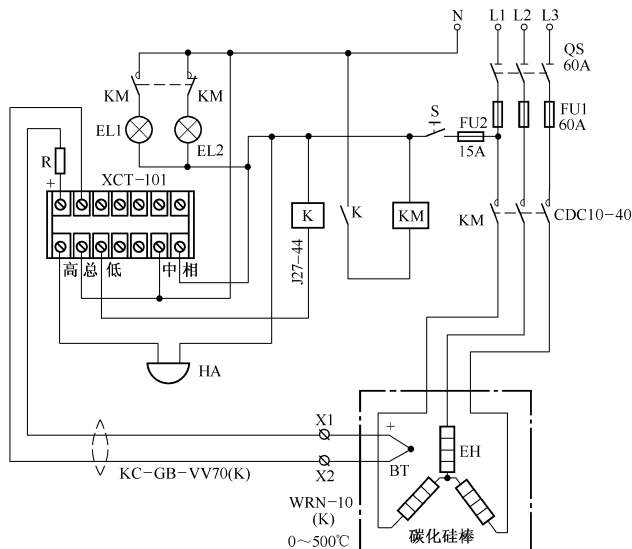 N
L1
L2
L3
QS
60A
KM
KM
EL1
EL2
S
FU2
15A
FU1
60A
R
+
XCT-101
K
K
KM
KM
CDC10-40
J27-44
高 总 低 中 相
HA
X1
+
X2
BT
EH
KC-GB-VV70(K)
WRN-10
(K)
0～500℃
碳化硅棒